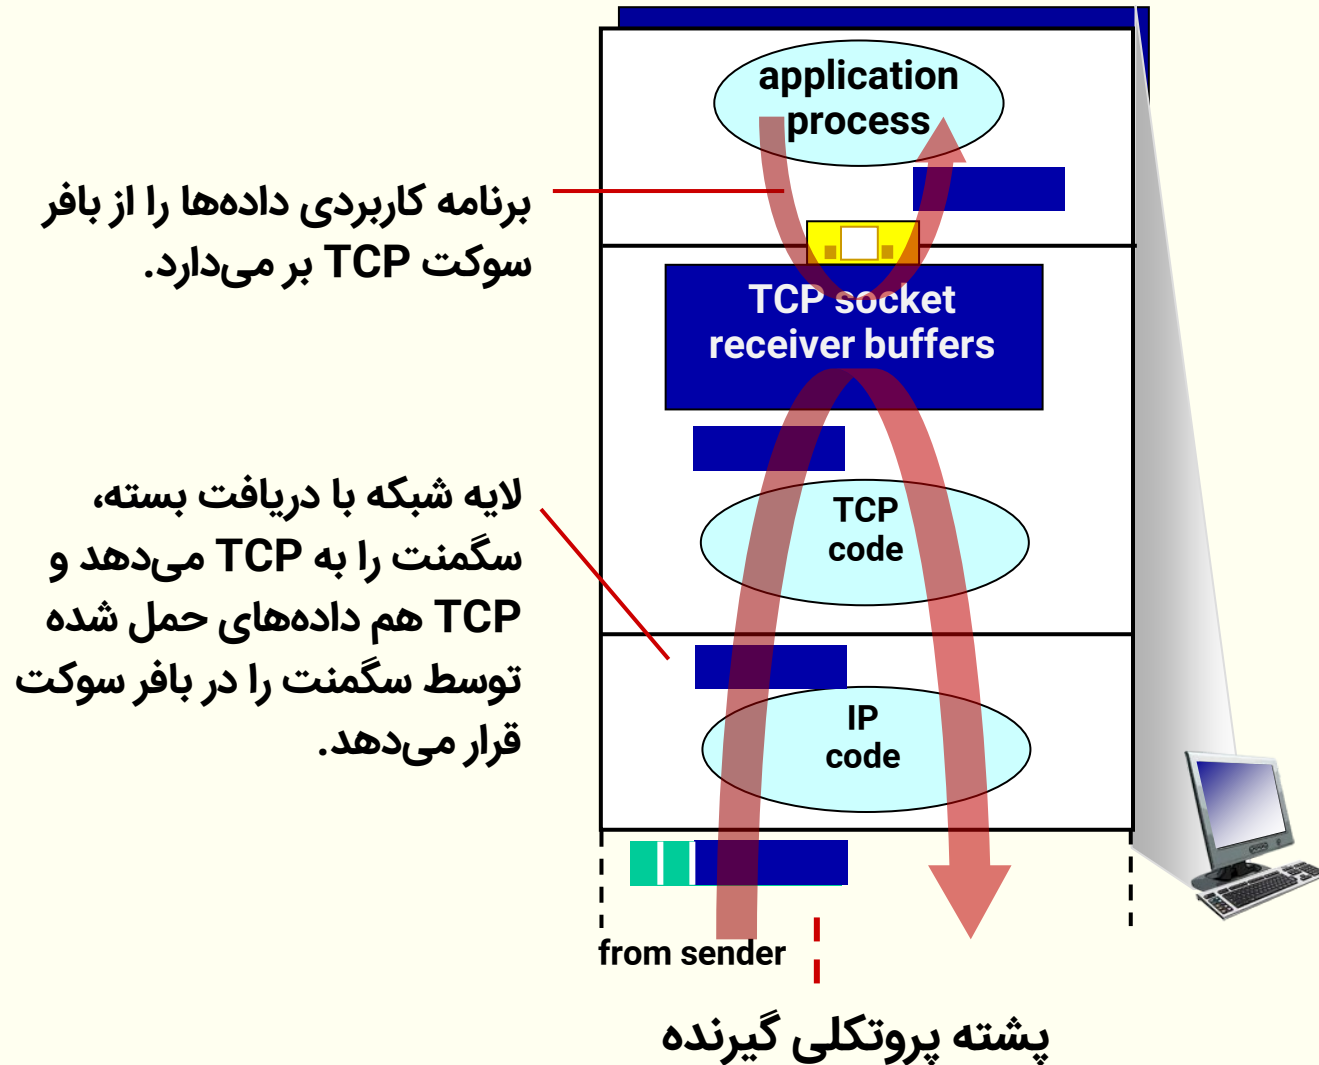 application
process
برنامه کاربردی داده‌ها را از بافر
سوکت TCP بر می‌دارد.
TCP socket
receiver buffers
لایه شبکه با دریافت بسته،
سگمنت را به TCP می‌دهد و
TCP هم داده‌های حمل شده
توسط سگمنت را در بافر سوکت
قرار می‌دهد.
TCP
code
IP
code
from sender
پشته پروتکلی گیرنده